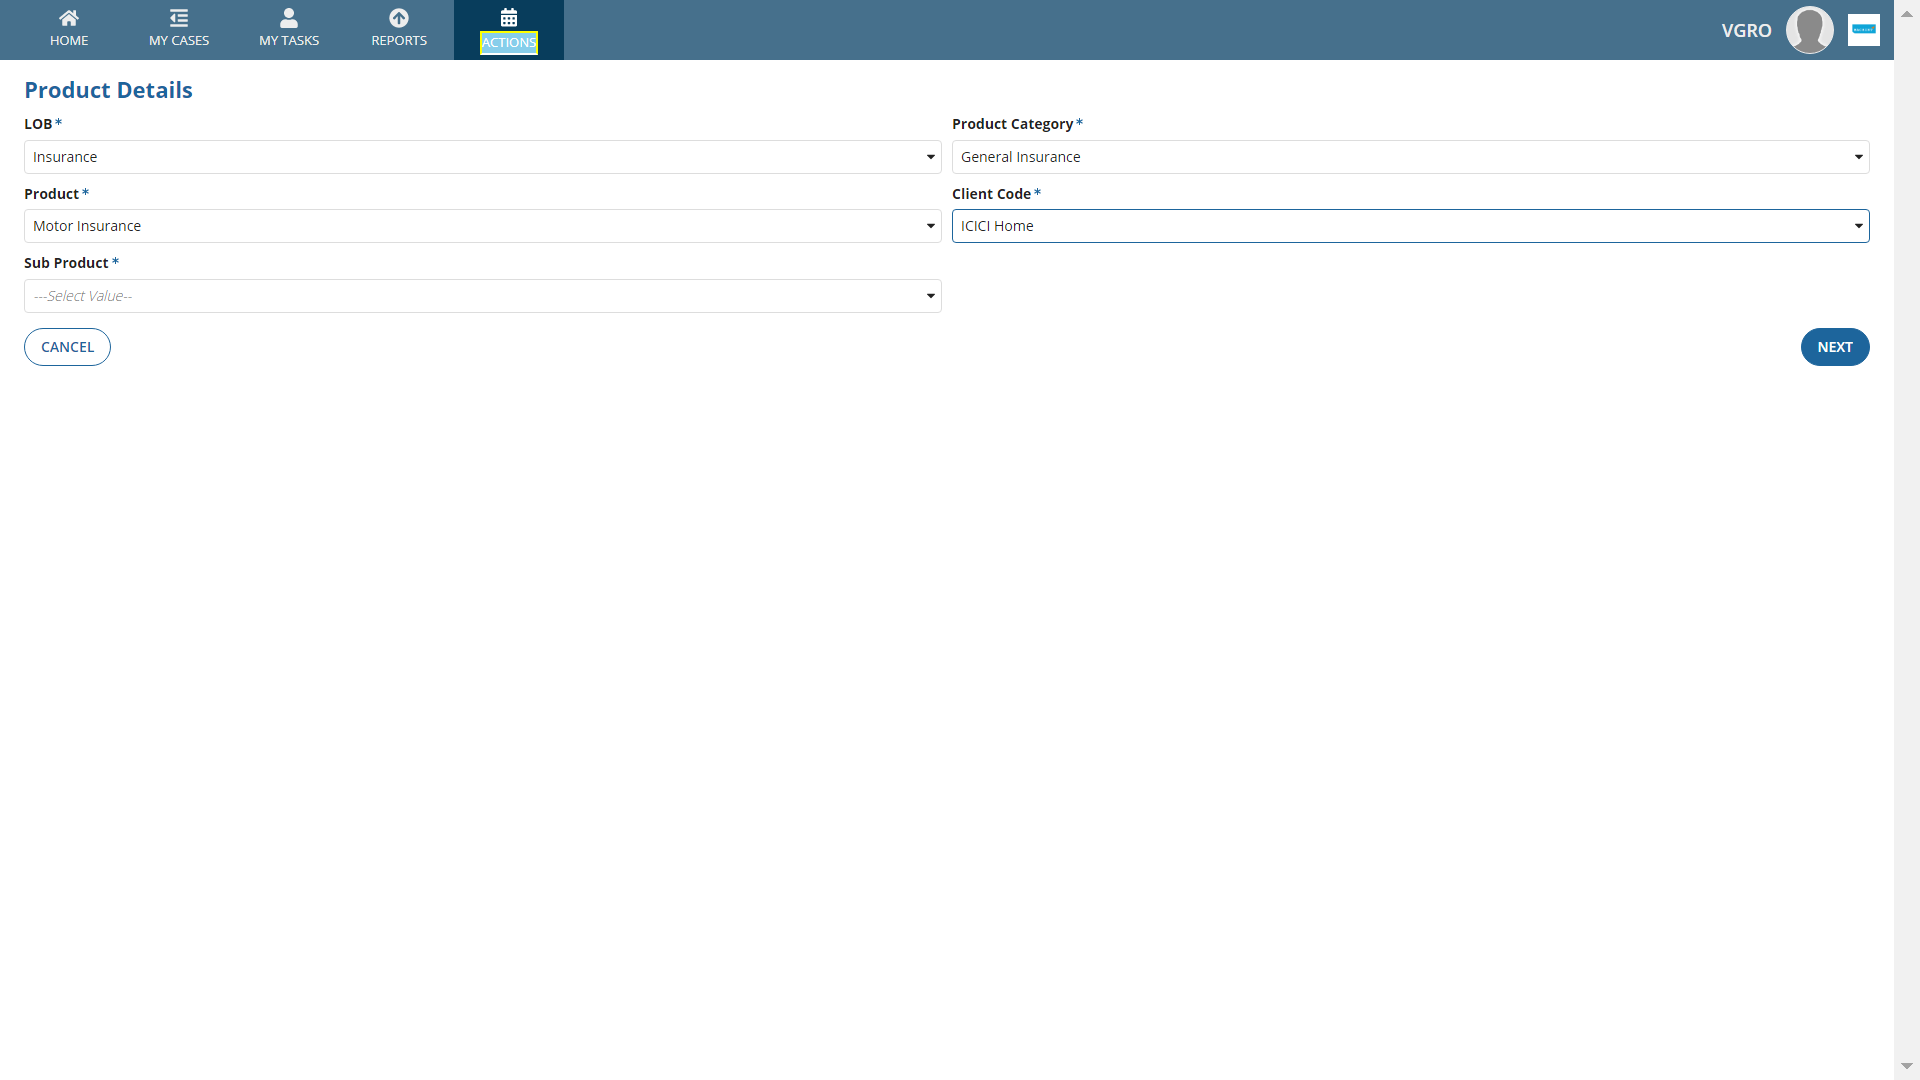 HOME
MY CASES
MY TASKS
REPORTS
ACTIONS
VGRO
Product Details
LOB *
Product Category *
Insurance
General Insurance
Product *
Client Code *
Motor Insurance
ICICI Home
Sub Product *
---Select Value--
CANCEL
NEXT